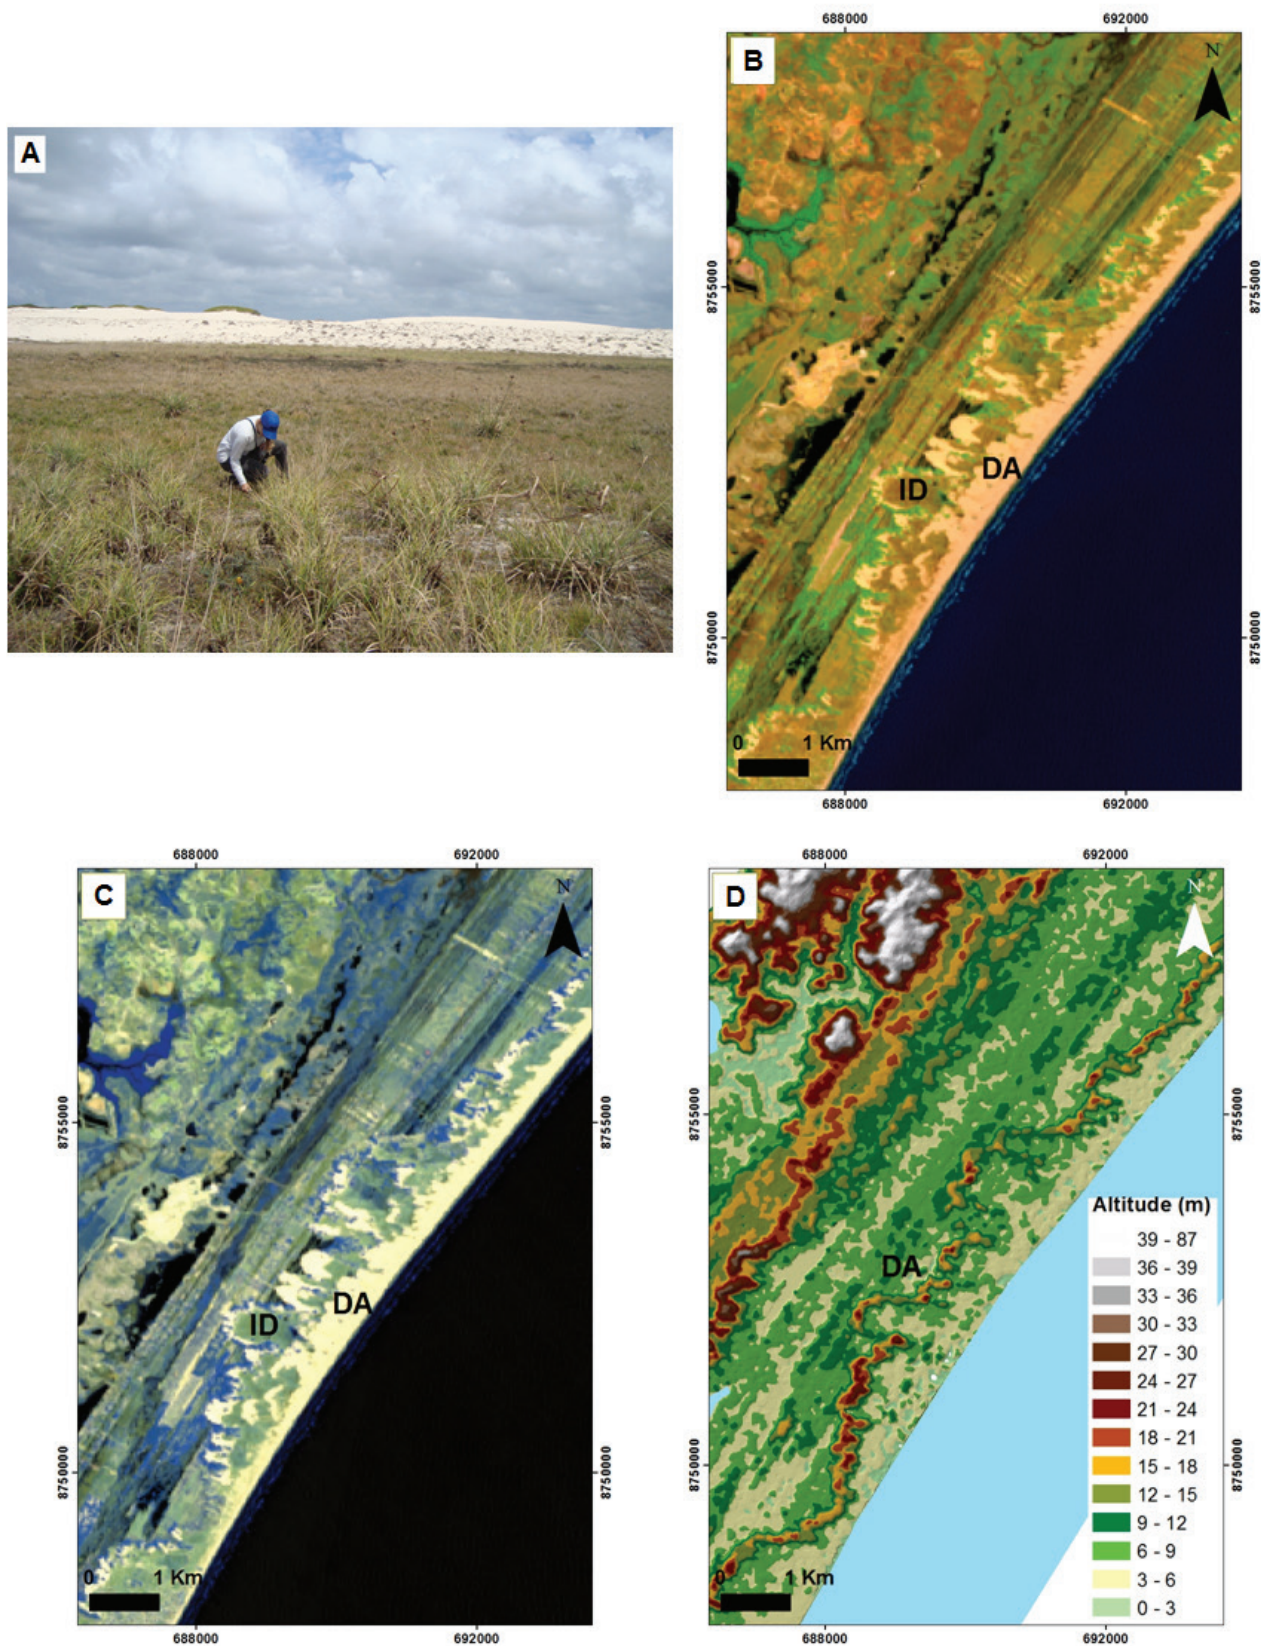 A
688000
692000
B
N
8755000
8755000
ID
DA
8750000
8750000
0
1 Km
688000
692000
688000
692000
C
N
8755000
8755000
ID
DA
8750000
8750000
0
1 Km
688000
692000
688000
692000
D
N
8755000
8755000
DA
Altitude (m)
39 - 87
36 - 39
33 - 36
30 - 33
27 - 30
24 - 27
21 - 24
18 - 21
15 - 18
12 - 15
9 - 12
6 - 9
3 - 6
0 - 3
8750000
8750000
0
1 Km
688000
692000